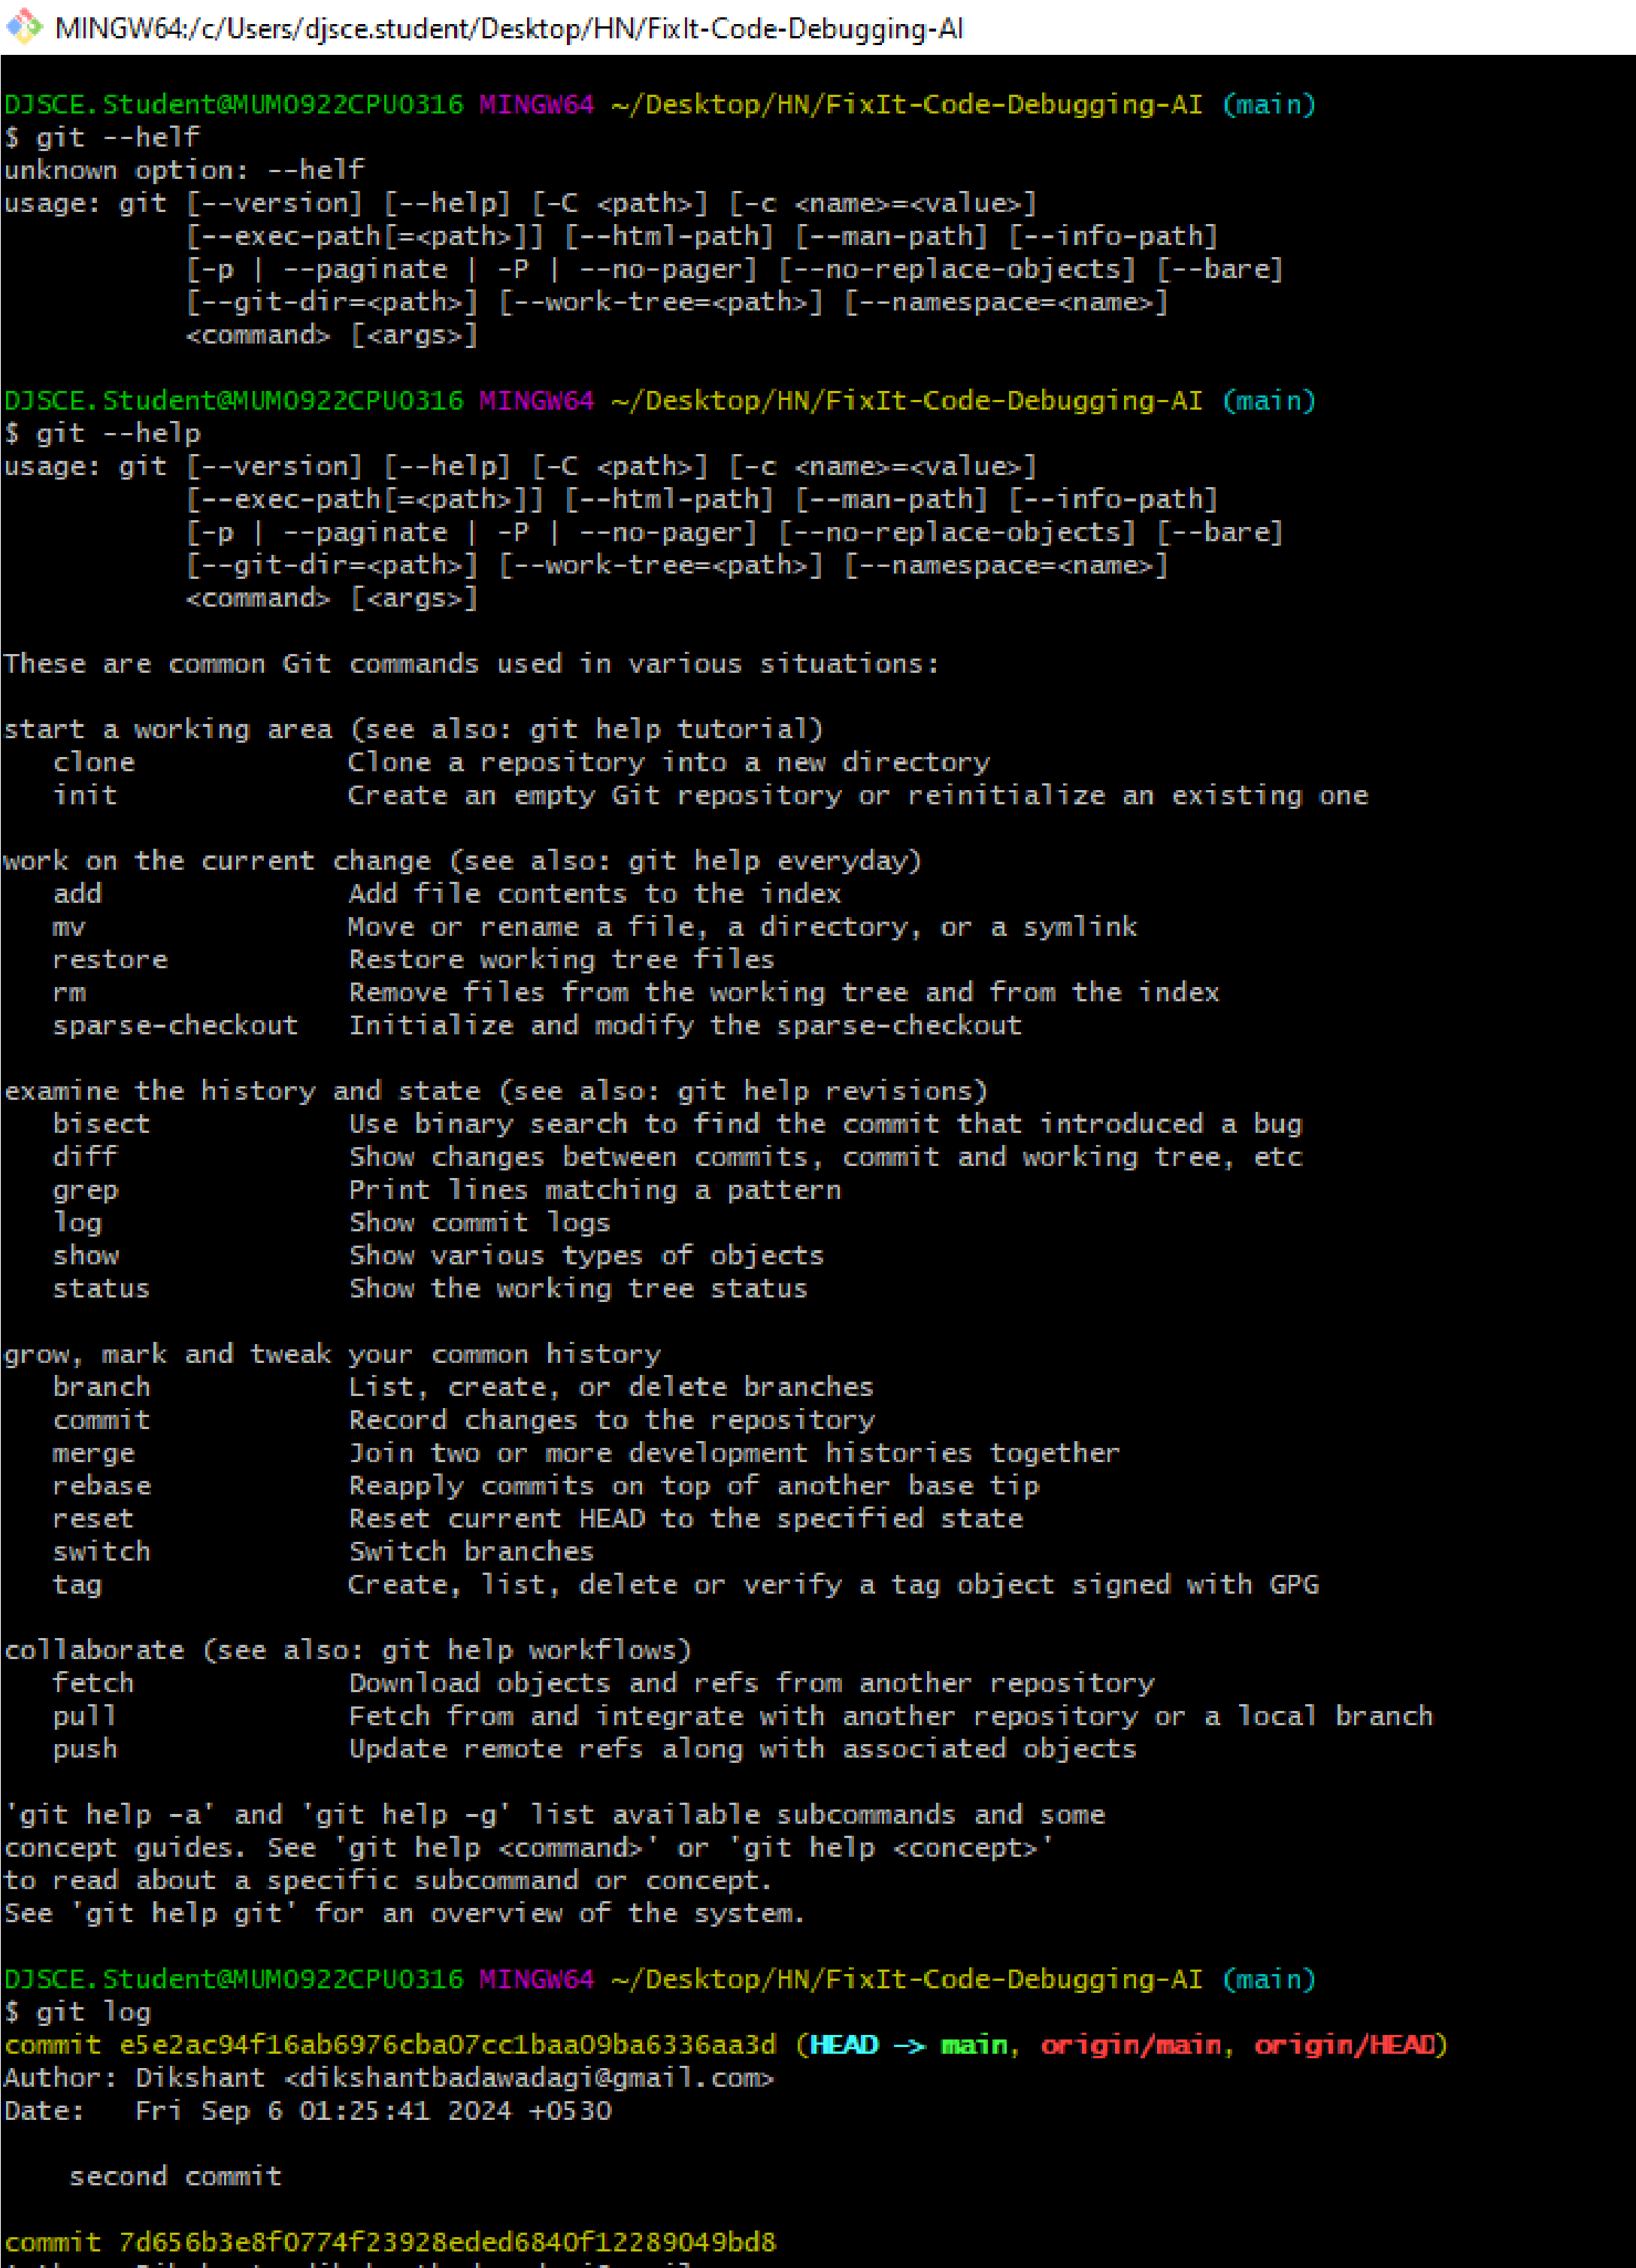 MINGW64:/c/Users/djsce.student/Desktop/HN/FixIt-Code-Debugging-AI
DJSCE.Student@MUM0922CPU0316 MINGW64 ~/Desktop/HN/FixIt-Code-Debugging-AI (main)
$ git --helf
unknown option: --helf
usage: git [--version] [--help] [-C <path>] [-c <name>=<value>]
           [--exec-path[=<path>]] [--html-path] [--man-path] [--info-path]
           [-p | --paginate | -P | --no-pager] [--no-replace-objects] [--bare]
           [--git-dir=<path>] [--work-tree=<path>] [--namespace=<name>]
           <command> [<args>]
DJSCE.Student@MUM0922CPU0316 MINGW64 ~/Desktop/HN/FixIt-Code-Debugging-AI (main)
$ git --help
usage: git [--version] [--help] [-C <path>] [-c <name>=<value>]
           [--exec-path[=<path>]] [--html-path] [--man-path] [--info-path]
           [-p | --paginate | -P | --no-pager] [--no-replace-objects] [--bare]
           [--git-dir=<path>] [--work-tree=<path>] [--namespace=<name>]
           <command> [<args>]
These are common Git commands used in various situations:
start a working area (see also: git help tutorial)
   clone             Clone a repository into a new directory
   init              Create an empty Git repository or reinitialize an existing one
work on the current change (see also: git help everyday)
   add               Add file contents to the index
   mv                Move or rename a file, a directory, or a symlink
   restore           Restore working tree files
   rm                Remove files from the working tree and from the index
   sparse-checkout   Initialize and modify the sparse-checkout
examine the history and state (see also: git help revisions)
   bisect            Use binary search to find the commit that introduced a bug
   diff              Show changes between commits, commit and working tree, etc
   grep              Print lines matching a pattern
   log               Show commit logs
   show              Show various types of objects
   status            Show the working tree status
grow, mark and tweak your common history
   branch            List, create, or delete branches
   commit            Record changes to the repository
   merge             Join two or more development histories together
   rebase            Reapply commits on top of another base tip
   reset             Reset current HEAD to the specified state
   switch            Switch branches
   tag               Create, list, delete or verify a tag object signed with GPG
collaborate (see also: git help workflows)
   fetch             Download objects and refs from another repository
   pull              Fetch from and integrate with another repository or a local branch
   push              Update remote refs along with associated objects
'git help -a' and 'git help -g' list available subcommands and some
concept guides. See 'git help <command>' or 'git help <concept>'
to read about a specific subcommand or concept.
See 'git help git' for an overview of the system.
DJSCE.Student@MUM0922CPU0316 MINGW64 ~/Desktop/HN/FixIt-Code-Debugging-AI (main)
$ git log
commit e5e2ac94f16ab6976cba07cc1baa09ba6336aa3d (HEAD -> main, origin/main, origin/HEAD)
Author: Dikshant <dikshantbadawadagi@gmail.com>
Date:   Fri Sep 6 01:25:41 2024 +0530
    second commit
commit 7d656b3e8f0774f23928eded6840f12289049bd8